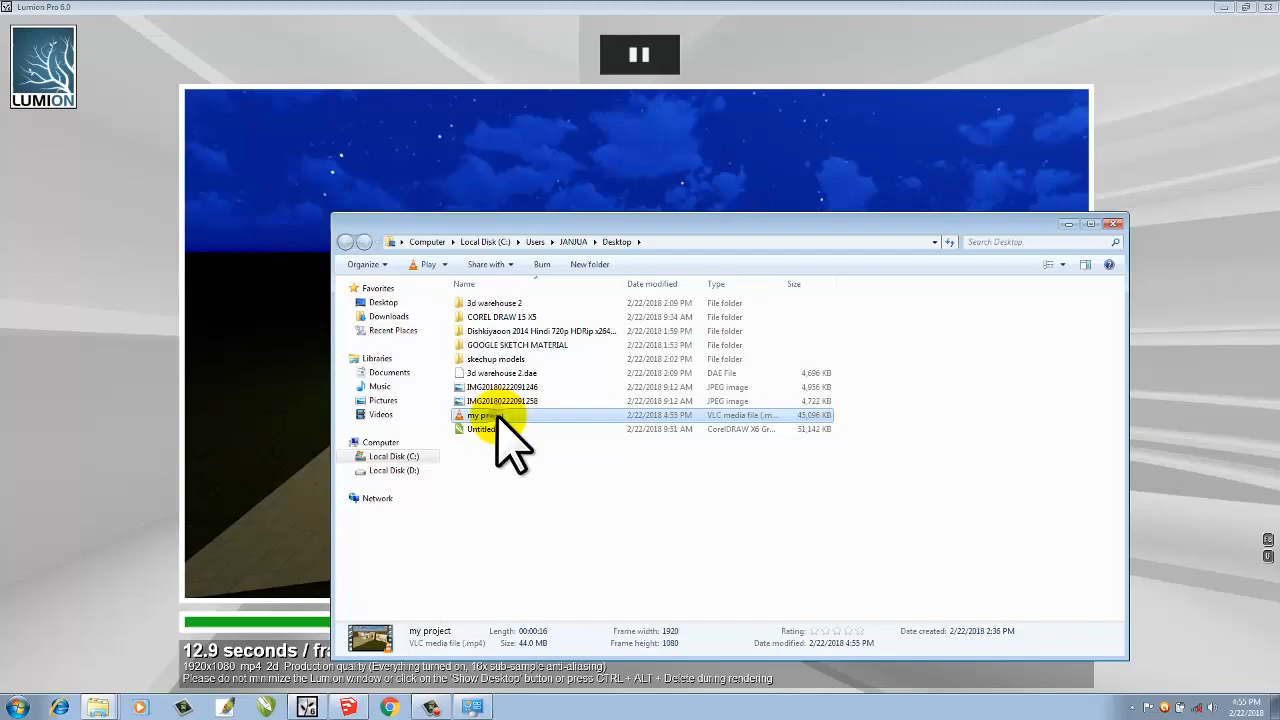 Lumion Pro 6.0
LUMION
Computer Local Disk (C:) Users JANJUA Desktop
Search Desktop
Organize Play Share with Burn New folder
Name Date modified Type Size
Favorites
Desktop
Downloads
Recent Places
Libraries
Documents
Music
Pictures
Videos
Computer
Local Disk (C:)
Local Disk (D:)
Network
3d warehouse 2 2/22/2018 2:09 PM File folder
COREL DRAW 15 X5 2/22/2018 9:34 AM File folder
Dishkiyaoon 2014 Hindi 720p HDRip x264... 2/22/2018 1:59 PM File folder
GOOGLE SKETCH MATERIAL 2/22/2018 1:53 PM File folder
skechup models 2/22/2018 2:02 PM File folder
3d warehouse 2.dae 2/22/2018 2:09 PM DAE File 4,696 KB
IMG20180222091246 2/22/2018 9:12 AM JPEG image 4,956 KB
IMG20180222091258 2/22/2018 9:12 AM JPEG image 4,722 KB
my 2/22/2018 4:55 PM VLC media file (.m... 45,096 KB
Untitled 2/22/2018 9:51 AM CorelDRAW X6 Gr... 51,142 KB
my project Length: 00:00:16 Frame width: 1920 Rating: Date created: 2/22/2018 2:36 PM
VLC media file (.mp4) Size: 44.0 MB Frame height: 1080 Date modified: 2/22/2018 4:55 PM
12.9 seconds / fra
1920x1080 mp4 2d Production quality (Everything turned on, 16x sub-sample anti-aliasing)
Please do not minimize the Lumion window or click on the 'Show Desktop' button or press CTRL + ALT + Delete during rendering
4:55 PM
2/22/2018